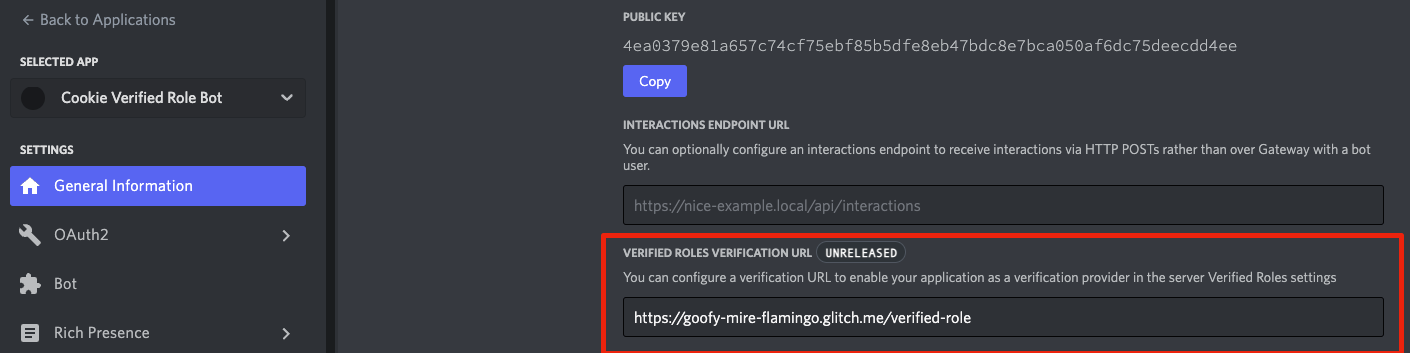 Back to Applications
SELECTED APP
Cookie Verified Role Bot
SETTINGS
General Information
OAuth2
Bot
Rich Presence
PUBLIC KEY
4ea0379e81a657c74cf75ebf85b5dfe8eb47bdc8e7bca050af6dc75deecdd4ee
Copy
INTERACTIONS ENDPOINT URL
You can optionally configure an interactions endpoint to receive interactions via HTTP POSTs rather than over Gateway with a bot
user.
https://nice-example.local/api/interactions
VERIFIED ROLES VERIFICATION URL UNRELEASED
You can configure a verification URL to enable your application as a verification provider in the server Verified Roles settings
https://goofy-mire-flamingo.glitch.me/verified-role